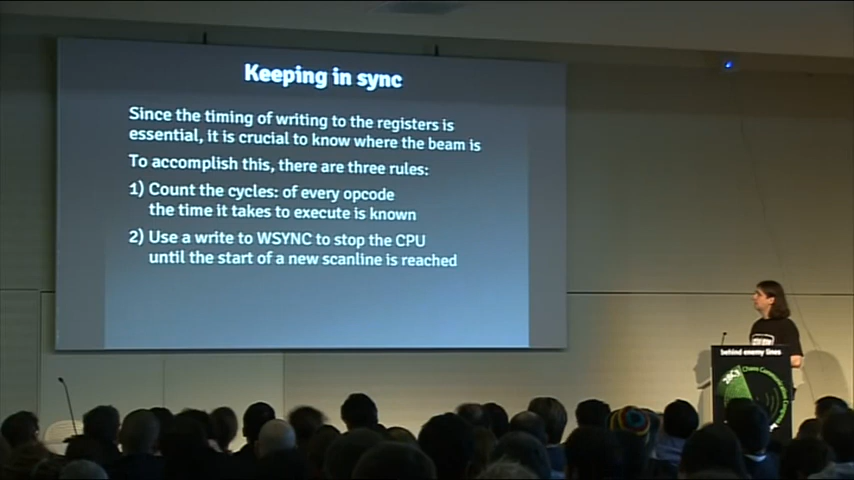 Keeping in sync
Since the timing of writing to the registers is
essential, it is crucial to know where the beam is
To accomplish this, there are three rules:
1) Count the cycles: of every opcode
the time it takes to execute is known
2) Use a write to WSYNC to stop the CPU
until the start of a new scanline is reached
behind enemy lines
28C3